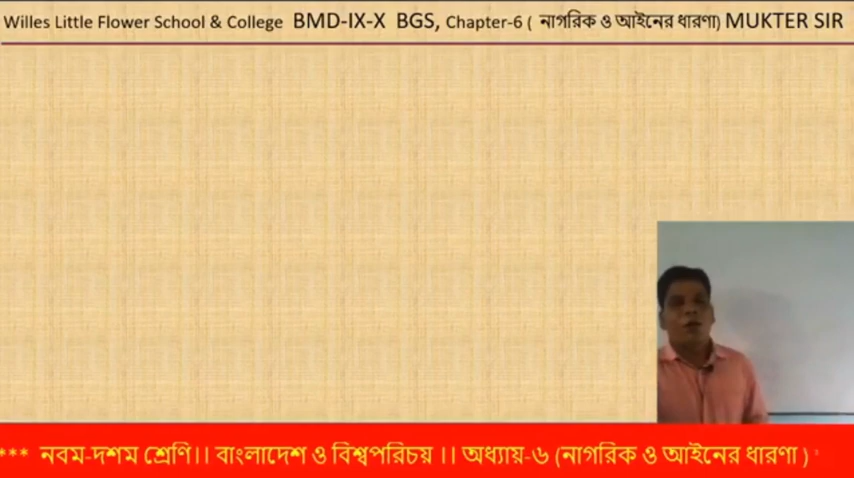 Willes Little Flower School & College BMD-IX-X BGS, Chapter-6 ( নাগরিক ও আইনের ধারণা) MUKTER SIR
*** নবম-দশম শ্রেণি।। বাংলাদেশ ও বিশ্বপরিচয় ।। অধ্যায়-৬ (নাগরিক ও আইনের ধারণা )